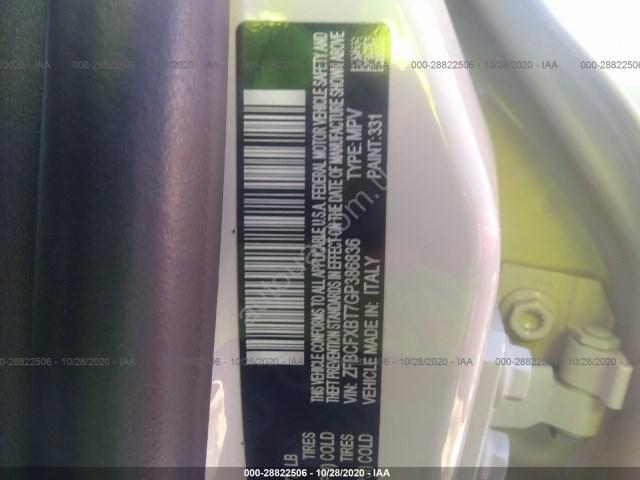 000-28822506 - 10/28/2020 - IAA
THIS VEHICLE CONFORMS TO ALL APPLICABLE U.S.A. FEDERAL MOTOR VEHICLE SAFETY AND
THEFT PREVENTION STANDARDS IN EFFECT ON THE DATE OF MANUFACTURE SHOWN ABOVE
VIN: ZFBCFXBT7GP386836 TYPE: MPV
VEHICLE MADE IN: ITALY PAINT: 331
LB
TIRES
COLD
TIRES
COLD
000-28822506 - 10/28/2020 - IAA
000-28822506 - 10/28/2020 - IAA